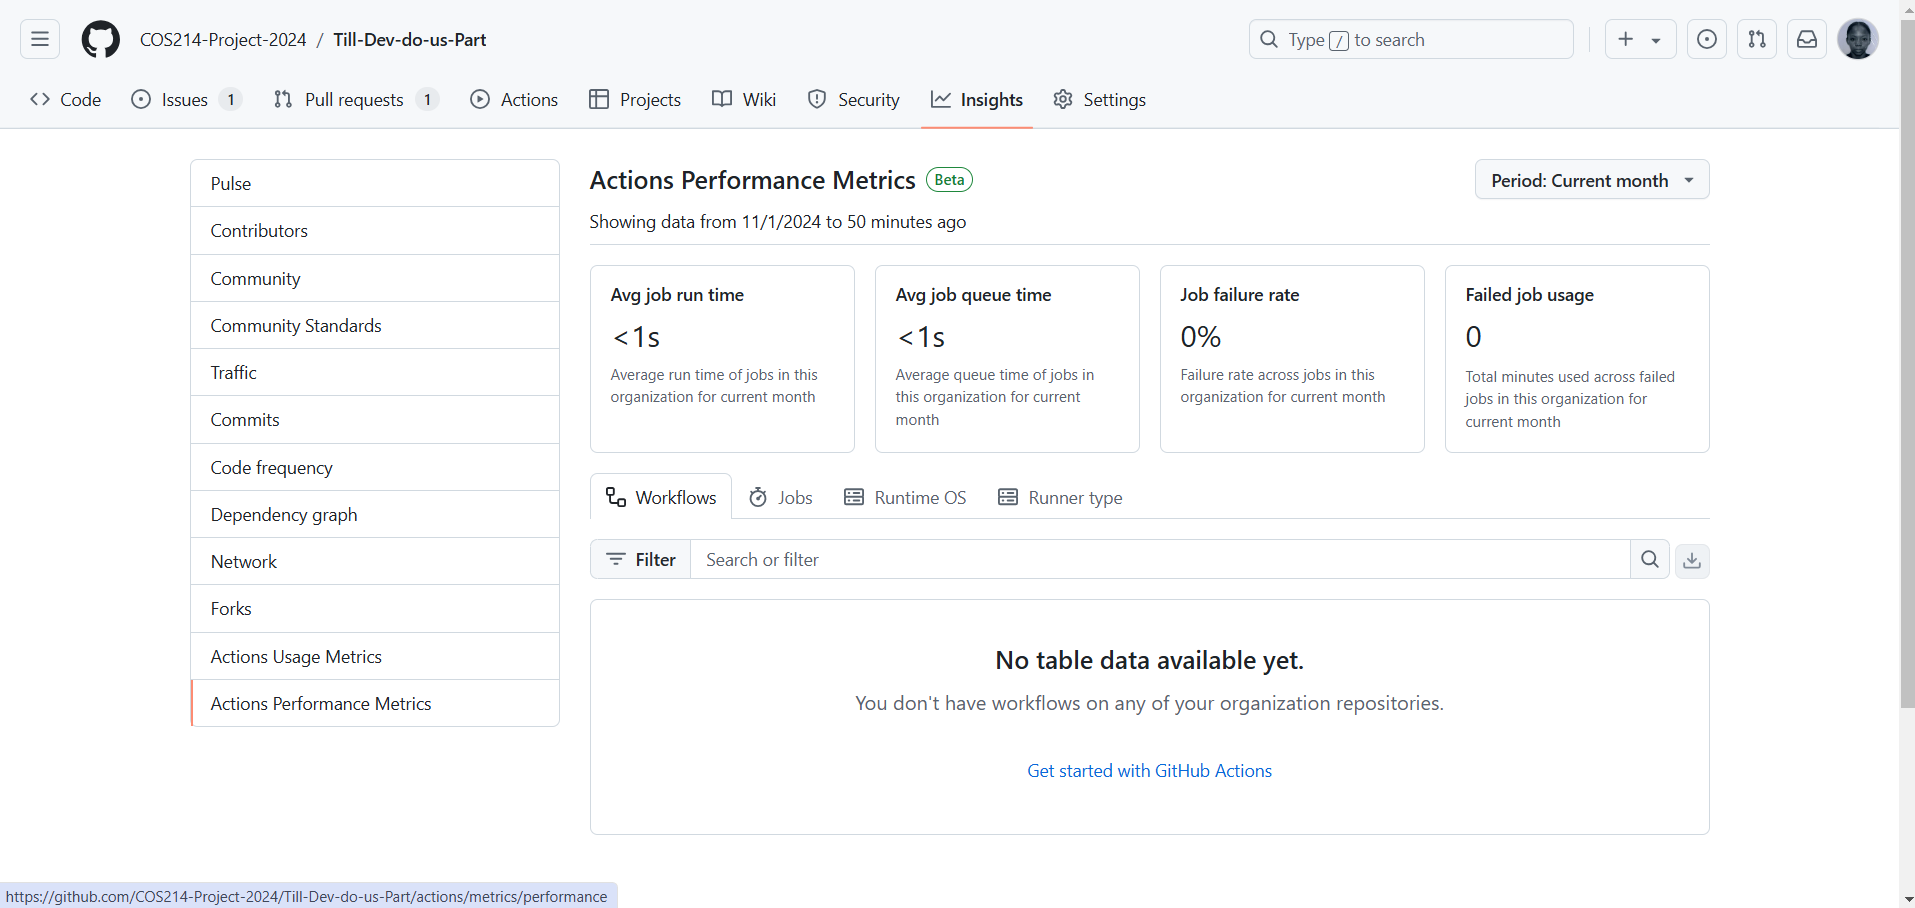 COS214-Project-2024 / Till-Dev-do-us-Part
Type / to search
Code
Issues 1
Pull requests 1
Actions
Projects
Wiki
Security
Insights
Settings
Pulse
Contributors
Community
Community Standards
Traffic
Commits
Code frequency
Dependency graph
Network
Forks
Actions Usage Metrics
Actions Performance Metrics
Actions Performance Metrics Beta
Period: Current month
Showing data from 11/1/2024 to 50 minutes ago
Avg job run time
<1s
Average run time of jobs in this
organization for current month
Avg job queue time
<1s
Average queue time of jobs in
this organization for current
month
Job failure rate
0%
Failure rate across jobs in this
organization for current month
Failed job usage
0
Total minutes used across failed
jobs in this organization for
current month
Workflows
Jobs
Runtime OS
Runner type
Filter
Search or filter
No table data available yet.
You don't have workflows on any of your organization repositories.
Get started with GitHub Actions
https://github.com/COS214-Project-2024/Till-Dev-do-us-Part/actions/metrics/performance